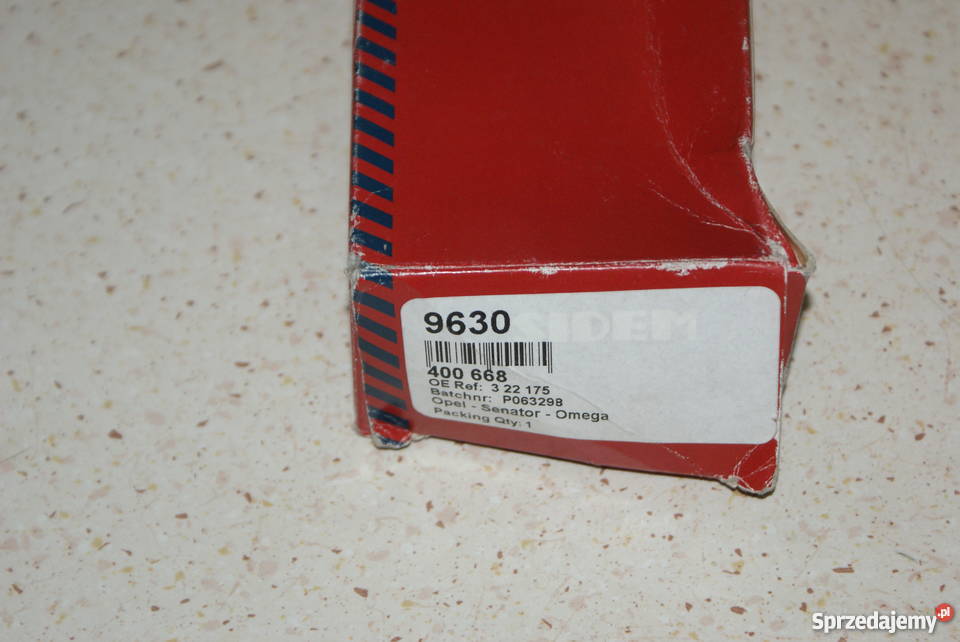 SIDEM
9630
400 668
OE Ref: 3 22 175
Batchnr: P063298
Opel - Senator - Omega
Packing Qty: 1
Sprzedajemy.pl